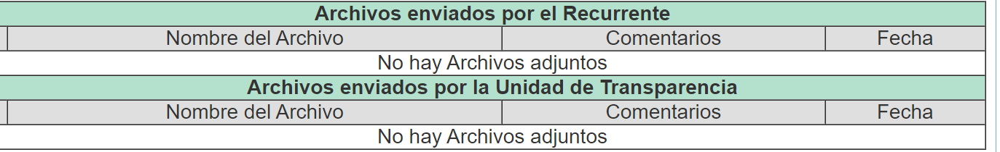 Archivos enviados por el Recurrente
Nombre del Archivo Comentarios Fecha
No hay Archivos adjuntos
Archivos enviados por la Unidad de Transparencia
Nombre del Archivo Comentarios Fecha
No hay Archivos adjuntos